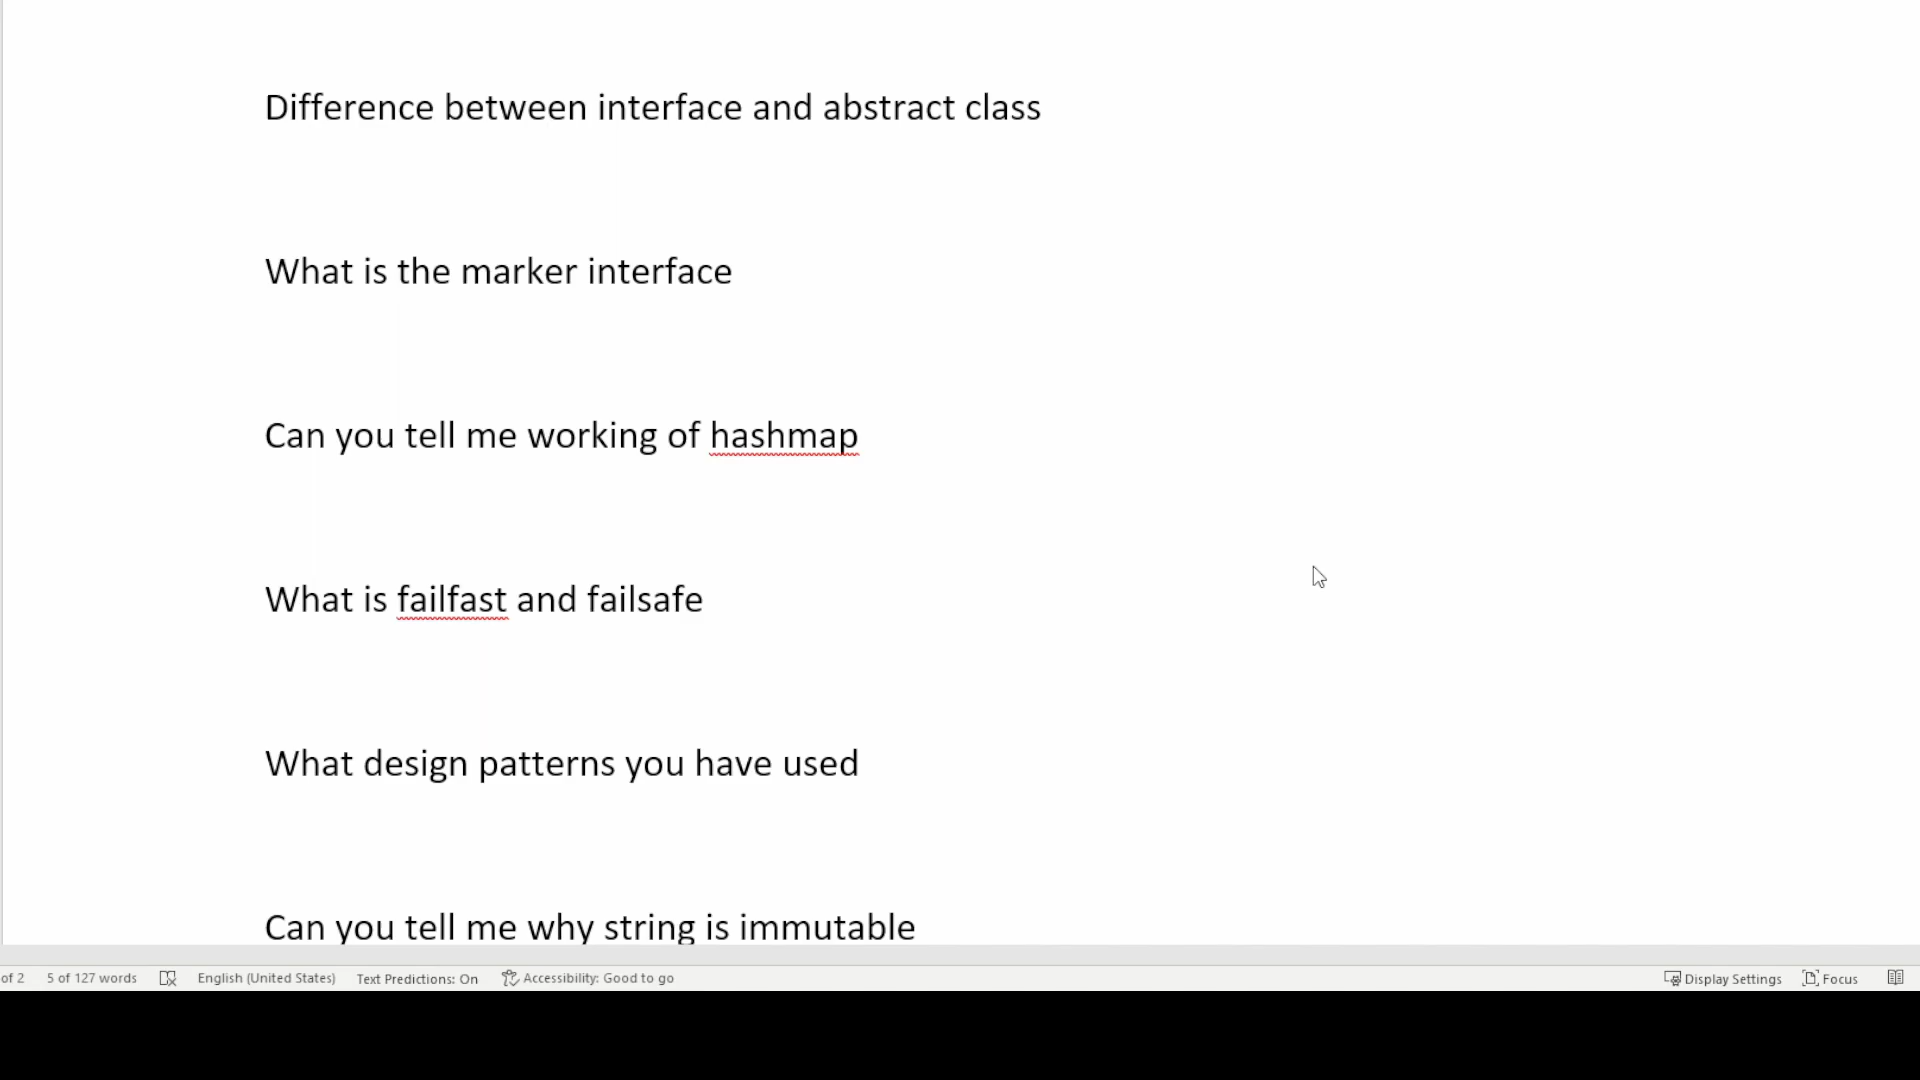 Difference between interface and abstract class
What is the marker interface
Can you tell me working of hashmap
What is failfast and failsafe
What design patterns you have used
Can you tell me why string is immutable
of 2 5 of 127 words English (United States) Text Predictions: On Accessibility: Good to go Display Settings Focus